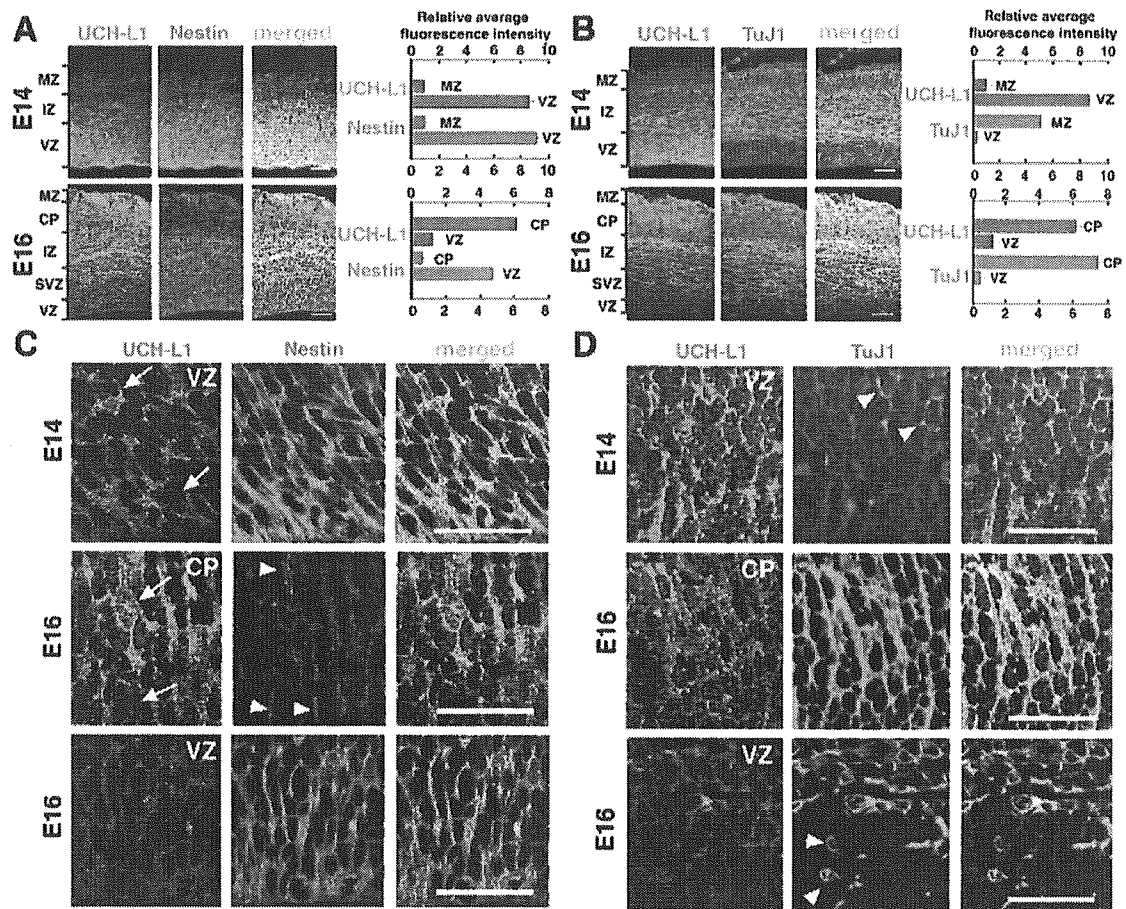 A
UCH-L1 Nestin merged
Relative average
fluorescence intensity
0 2 4 6 8 10
E14
MZ
IZ
VZ
UCH-L1
MZ
VZ
Nestin
MZ
VZ
0 2 4 6 8 10
E16
MZ
CP
IZ
SVZ
VZ
0 2 4 6 8
UCH-L1
CP
VZ
Nestin
CP
VZ
0 2 4 6 8
B
UCH-L1 TuJ1 merged
Relative average
fluorescence intensity
0 2 4 6 8 10
E14
MZ
IZ
VZ
UCH-L1
MZ
VZ
TuJ1
MZ
VZ
0 2 4 6 8 10
E16
MZ
CP
IZ
SVZ
VZ
0 2 4 6 8
UCH-L1
CP
VZ
TuJ1
CP
VZ
0 2 4 6 8
C
UCH-L1 Nestin merged
E14
VZ
E16
CP
E16
VZ
D
UCH-L1 TuJ1 merged
E14
VZ
E16
CP
E16
VZ